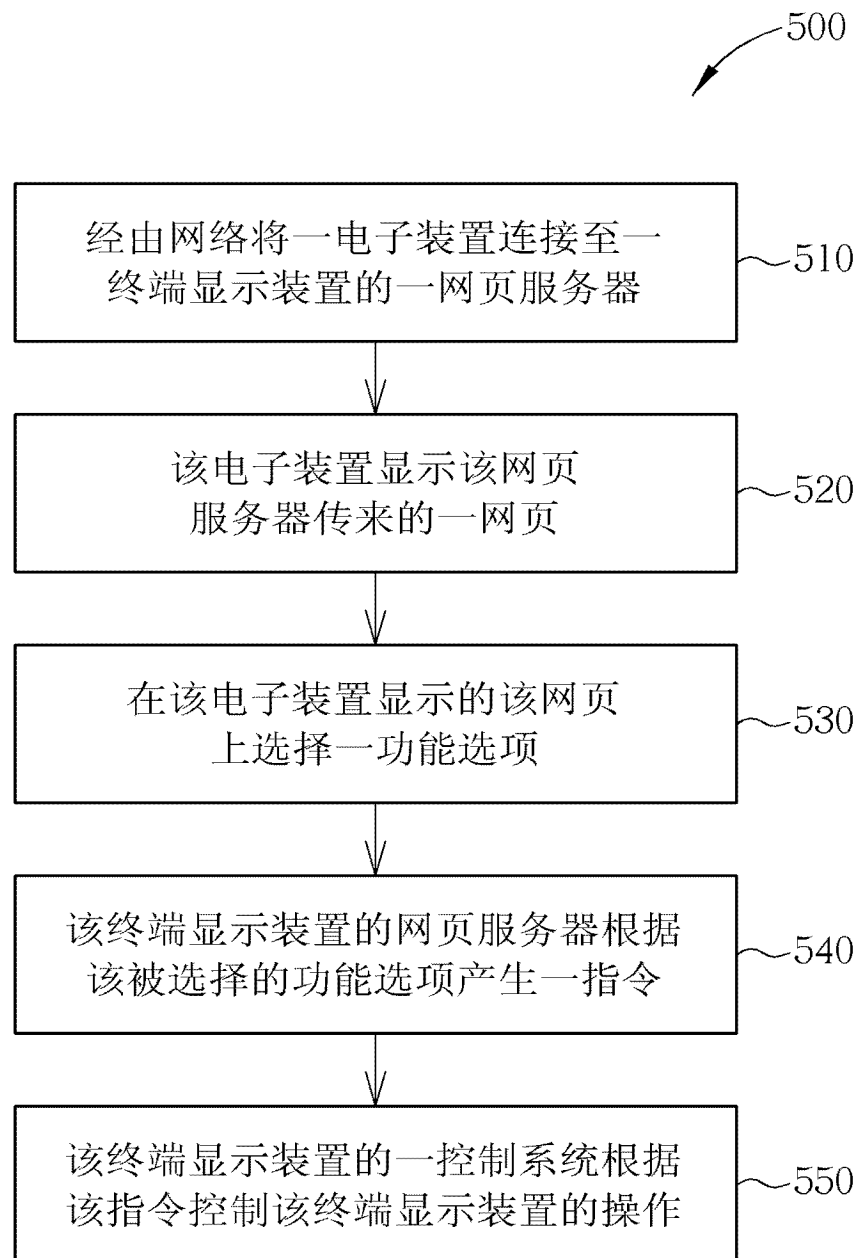 500
经由网络将一电子装置连接至一
终端显示装置的一网页服务器
510
该电子装置显示该网页
服务器传来的一网页
520
在该电子装置显示的该网页
上选择一功能选项
530
该终端显示装置的网页服务器根据
该被选择的功能选项产生一指令
540
该终端显示装置的一控制系统根据
该指令控制该终端显示装置的操作
550